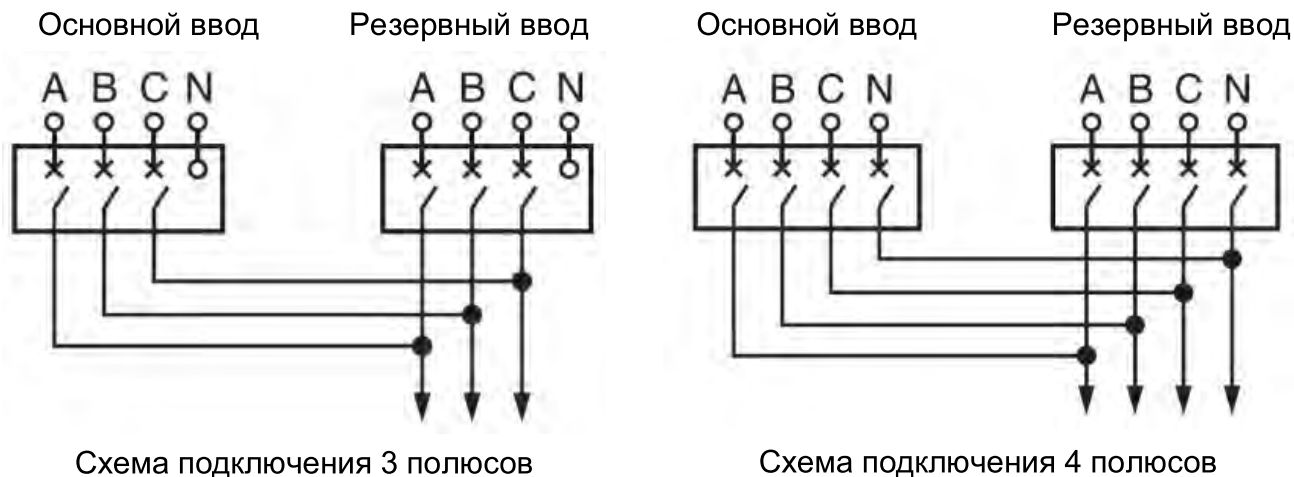 Основной ввод Резервный ввод Основной ввод Резервный ввод
A B C N A B C N A B C N A B C N
Схема подключения 3 полюсов Схема подключения 4 полюсов